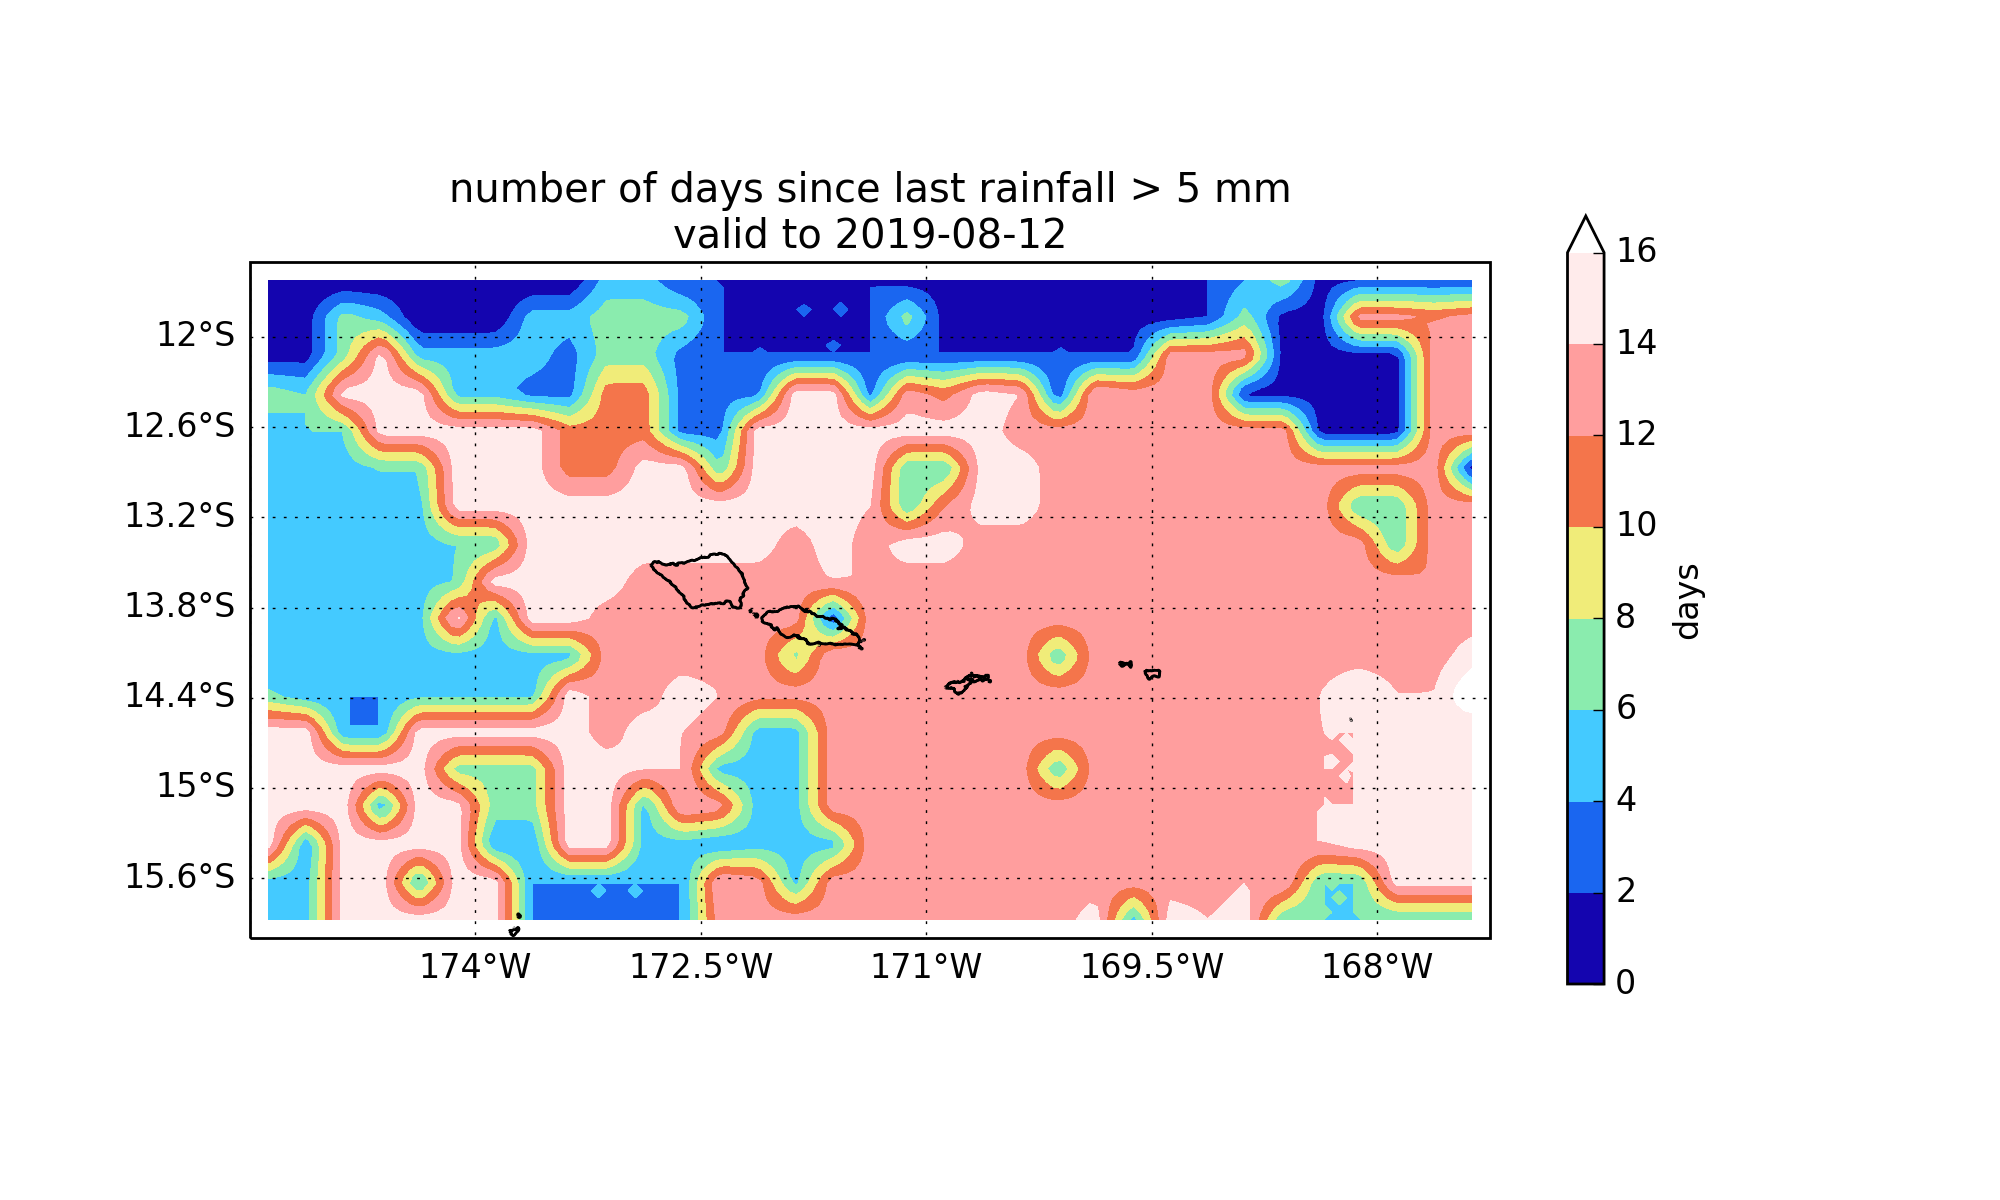 number of days since last rainfall > 5 mm
valid to 2019-08-12
12°S
12.6°S
13.2°S
13.8°S
14.4°S
15°S
15.6°S
174°W
172.5°W
171°W
169.5°W
168°W
16
14
12
10
8
6
4
2
0
days